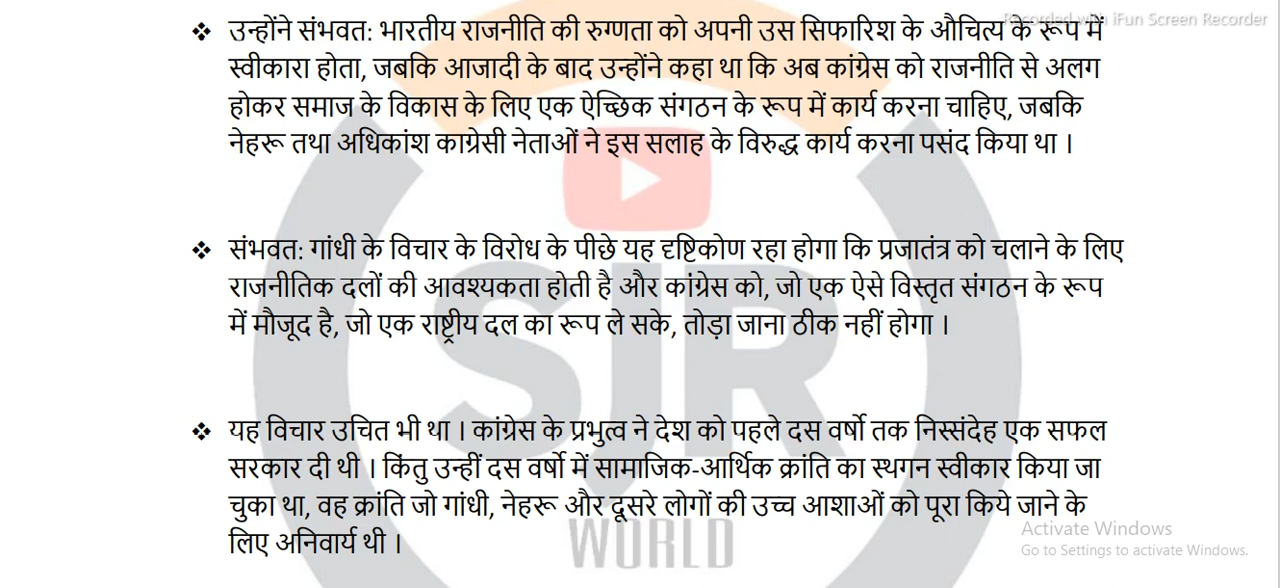 Recorded with iFun Screen Recorder
❖ उन्होंने संभवत: भारतीय राजनीति की रुग्णता को अपनी उस सिफारिश के औचित्य के रूप में
स्वीकारा होता, जबकि आजादी के बाद उन्होंने कहा था कि अब कांग्रेस को राजनीति से अलग
होकर समाज के विकास के लिए एक ऐच्छिक संगठन के रूप में कार्य करना चाहिए, जबकि
नेहरू तथा अधिकांश काग्रेसी नेताओं ने इस सलाह के विरुद्ध कार्य करना पसंद किया था ।
❖ संभवत: गांधी के विचार के विरोध के पीछे यह दृष्टिकोण रहा होगा कि प्रजातंत्र को चलाने के लिए
राजनीतिक दलों की आवश्यकता होती है और कांग्रेस को, जो एक ऐसे विस्तृत संगठन के रूप
में मौजूद है, जो एक राष्ट्रीय दल का रूप ले सके, तोड़ा जाना ठीक नहीं होगा ।
❖ यह विचार उचित भी था । कांग्रेस के प्रभुत्व ने देश को पहले दस वर्षो तक निस्संदेह एक सफल
सरकार दी थी । किंतु उन्हीं दस वर्षो में सामाजिक-आर्थिक क्रांति का स्थगन स्वीकार किया जा
चुका था, वह क्रांति जो गांधी, नेहरू और दूसरे लोगों की उच्च आशाओं को पूरा किये जाने के
लिए अनिवार्य थी ।
SJR
WORLD
Activate Windows
Go to Settings to activate Windows.